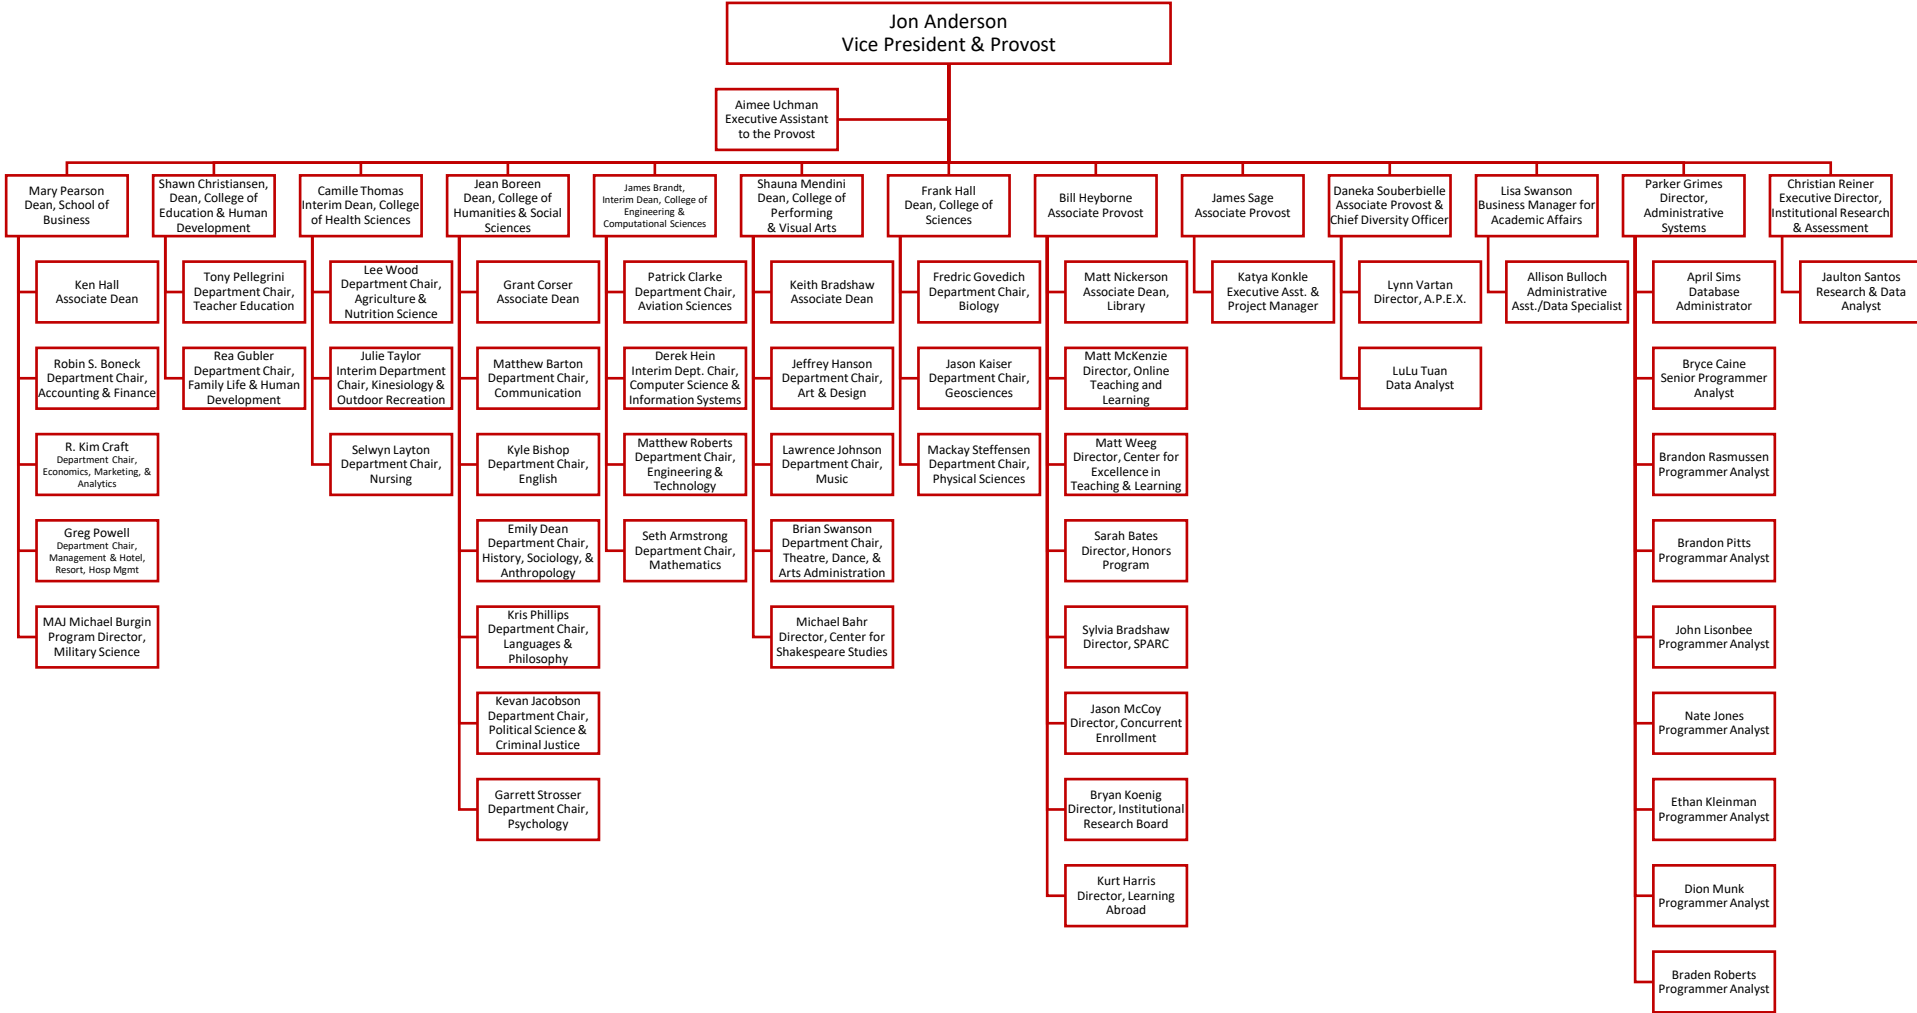 Jon Anderson
Vice President & Provost
Aimee Uchman
Executive Assistant
to the Provost
Mary Pearson
Dean, School of
Business
Shawn Christiansen,
Dean, College of
Education & Human
Development
Camille Thomas
Interim Dean, College
of Health Sciences
Jean Boreen
Dean, College of
Humanities & Social
Sciences
James Brandt,
Interim Dean, College of
Engineering &
Computational Sciences
Shauna Mendini
Dean, College of
Performing
& Visual Arts
Frank Hall
Dean, College of
Sciences
Bill Heyborne
Associate Provost
James Sage
Associate Provost
Daneka Souberbielle
Associate Provost &
Chief Diversity Officer
Lisa Swanson
Business Manager for
Academic Affairs
Parker Grimes
Director,
Administrative
Systems
Christian Reiner
Executive Director,
Institutional Research
& Assessment
Ken Hall
Associate Dean
Robin S. Boneck
Department Chair,
Accounting & Finance
R. Kim Craft
Department Chair,
Economics, Marketing, &
Analytics
Greg Powell
Department Chair,
Management & Hotel,
Resort, Hosp Mgmt
MAJ Michael Burgin
Program Director,
Military Science
Tony Pellegrini
Department Chair,
Teacher Education
Rea Gubler
Department Chair,
Family Life & Human
Development
Lee Wood
Department Chair,
Agriculture &
Nutrition Science
Julie Taylor
Interim Department
Chair, Kinesiology &
Outdoor Recreation
Selwyn Layton
Department Chair,
Nursing
Grant Corser
Associate Dean
Matthew Barton
Department Chair,
Communication
Kyle Bishop
Department Chair,
English
Emily Dean
Department Chair,
History, Sociology, &
Anthropology
Kris Phillips
Department Chair,
Languages &
Philosophy
Kevan Jacobson
Department Chair,
Political Science &
Criminal Justice
Garrett Strosser
Department Chair,
Psychology
Patrick Clarke
Department Chair,
Aviation Sciences
Derek Hein
Interim Dept. Chair,
Computer Science &
Information Systems
Matthew Roberts
Department Chair,
Engineering &
Technology
Seth Armstrong
Department Chair,
Mathematics
Keith Bradshaw
Associate Dean
Jeffrey Hanson
Department Chair,
Art & Design
Lawrence Johnson
Department Chair,
Music
Brian Swanson
Department Chair,
Theatre, Dance, &
Arts Administration
Michael Bahr
Director, Center for
Shakespeare Studies
Fredric Govedich
Department Chair,
Biology
Jason Kaiser
Department Chair,
Geosciences
Mackay Steffensen
Department Chair,
Physical Sciences
Matt Nickerson
Associate Dean,
Library
Matt McKenzie
Director, Online
Teaching and
Learning
Matt Weeg
Director, Center for
Excellence in
Teaching & Learning
Sarah Bates
Director, Honors
Program
Sylvia Bradshaw
Director, SPARC
Jason McCoy
Director, Concurrent
Enrollment
Bryan Koenig
Director, Institutional
Research Board
Kurt Harris
Director, Learning
Abroad
Katya Konkle
Executive Asst. &
Project Manager
Lynn Vartan
Director, A.P.E.X.
LuLu Tuan
Data Analyst
Allison Bulloch
Administrative
Asst./Data Specialist
April Sims
Database
Administrator
Bryce Caine
Senior Programmer
Analyst
Brandon Rasmussen
Programmer Analyst
Brandon Pitts
Programmar Analyst
John Lisonbee
Programmer Analyst
Nate Jones
Programmer Analyst
Ethan Kleinman
Programmer Analyst
Dion Munk
Programmer Analyst
Braden Roberts
Programmer Analyst
Jaulton Santos
Research & Data
Analyst